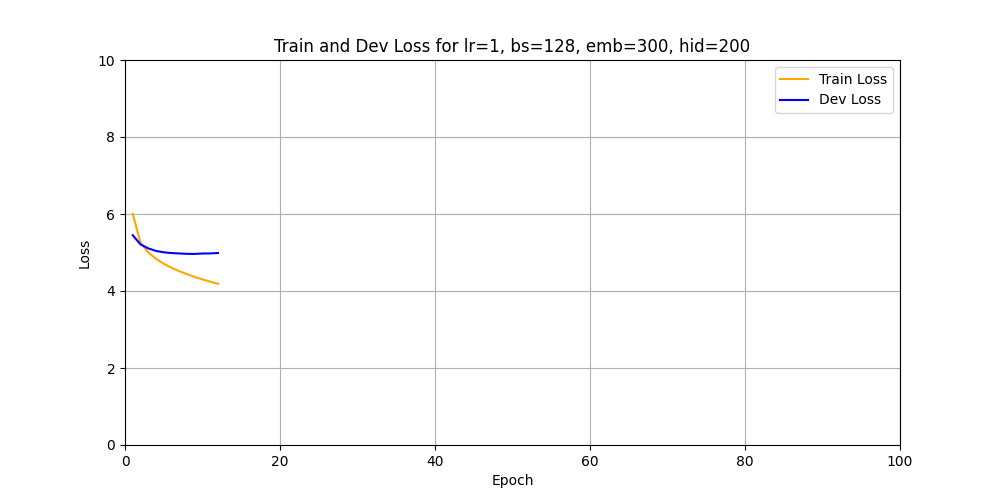 Train and Dev Loss for lr=1, bs=128, emb=300, hid=200
Train Loss
Dev Loss
10
8
6
4
2
0
Loss
0 20 40 60 80 100
Epoch